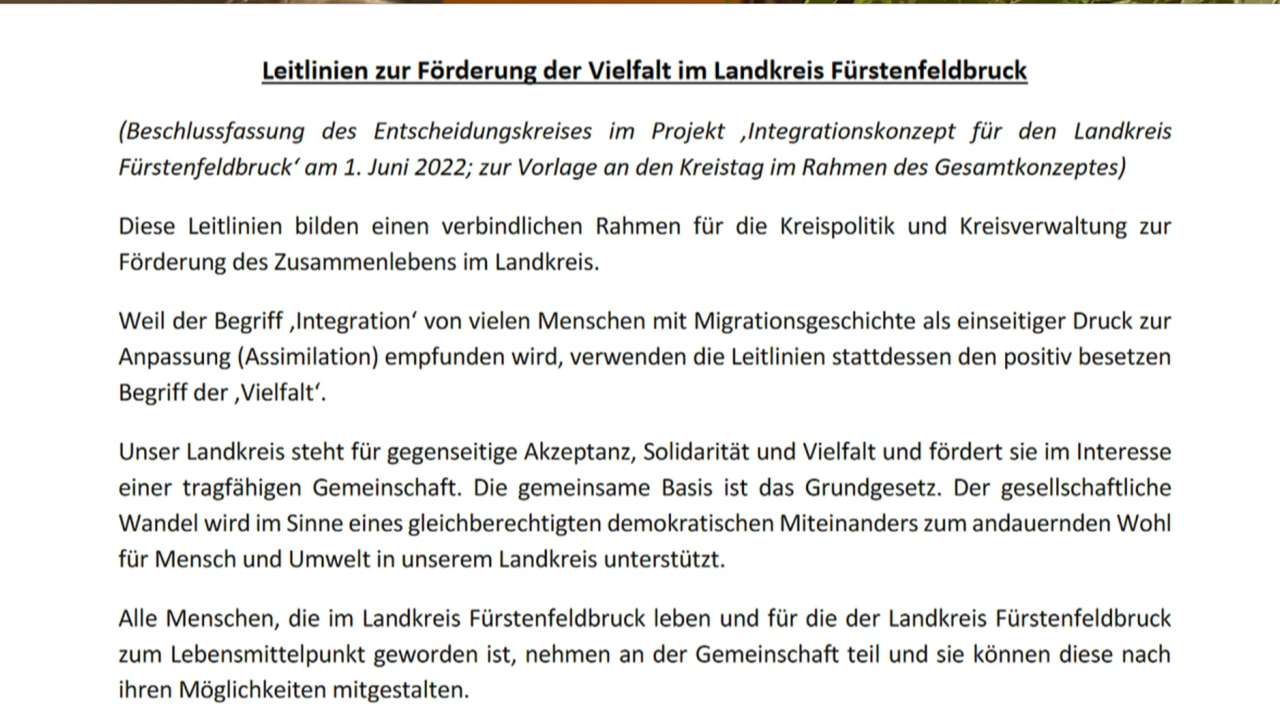 Leitlinien zur Förderung der Vielfalt im Landkreis Fürstenfeldbruck
(Beschlussfassung des Entscheidungskreises im Projekt ‚Integrationskonzept für den Landkreis
Fürstenfeldbruck‘ am 1. Juni 2022; zur Vorlage an den Kreistag im Rahmen des Gesamtkonzeptes)
Diese Leitlinien bilden einen verbindlichen Rahmen für die Kreispolitik und Kreisverwaltung zur
Förderung des Zusammenlebens im Landkreis.
Weil der Begriff ‚Integration‘ von vielen Menschen mit Migrationsgeschichte als einseitiger Druck zur
Anpassung (Assimilation) empfunden wird, verwenden die Leitlinien stattdessen den positiv besetzen
Begriff der ‚Vielfalt‘.
Unser Landkreis steht für gegenseitige Akzeptanz, Solidarität und Vielfalt und fördert sie im Interesse
einer tragfähigen Gemeinschaft. Die gemeinsame Basis ist das Grundgesetz. Der gesellschaftliche
Wandel wird im Sinne eines gleichberechtigten demokratischen Miteinanders zum andauernden Wohl
für Mensch und Umwelt in unserem Landkreis unterstützt.
Alle Menschen, die im Landkreis Fürstenfeldbruck leben und für die der Landkreis Fürstenfeldbruck
zum Lebensmittelpunkt geworden ist, nehmen an der Gemeinschaft teil und sie können diese nach
ihren Möglichkeiten mitgestalten.